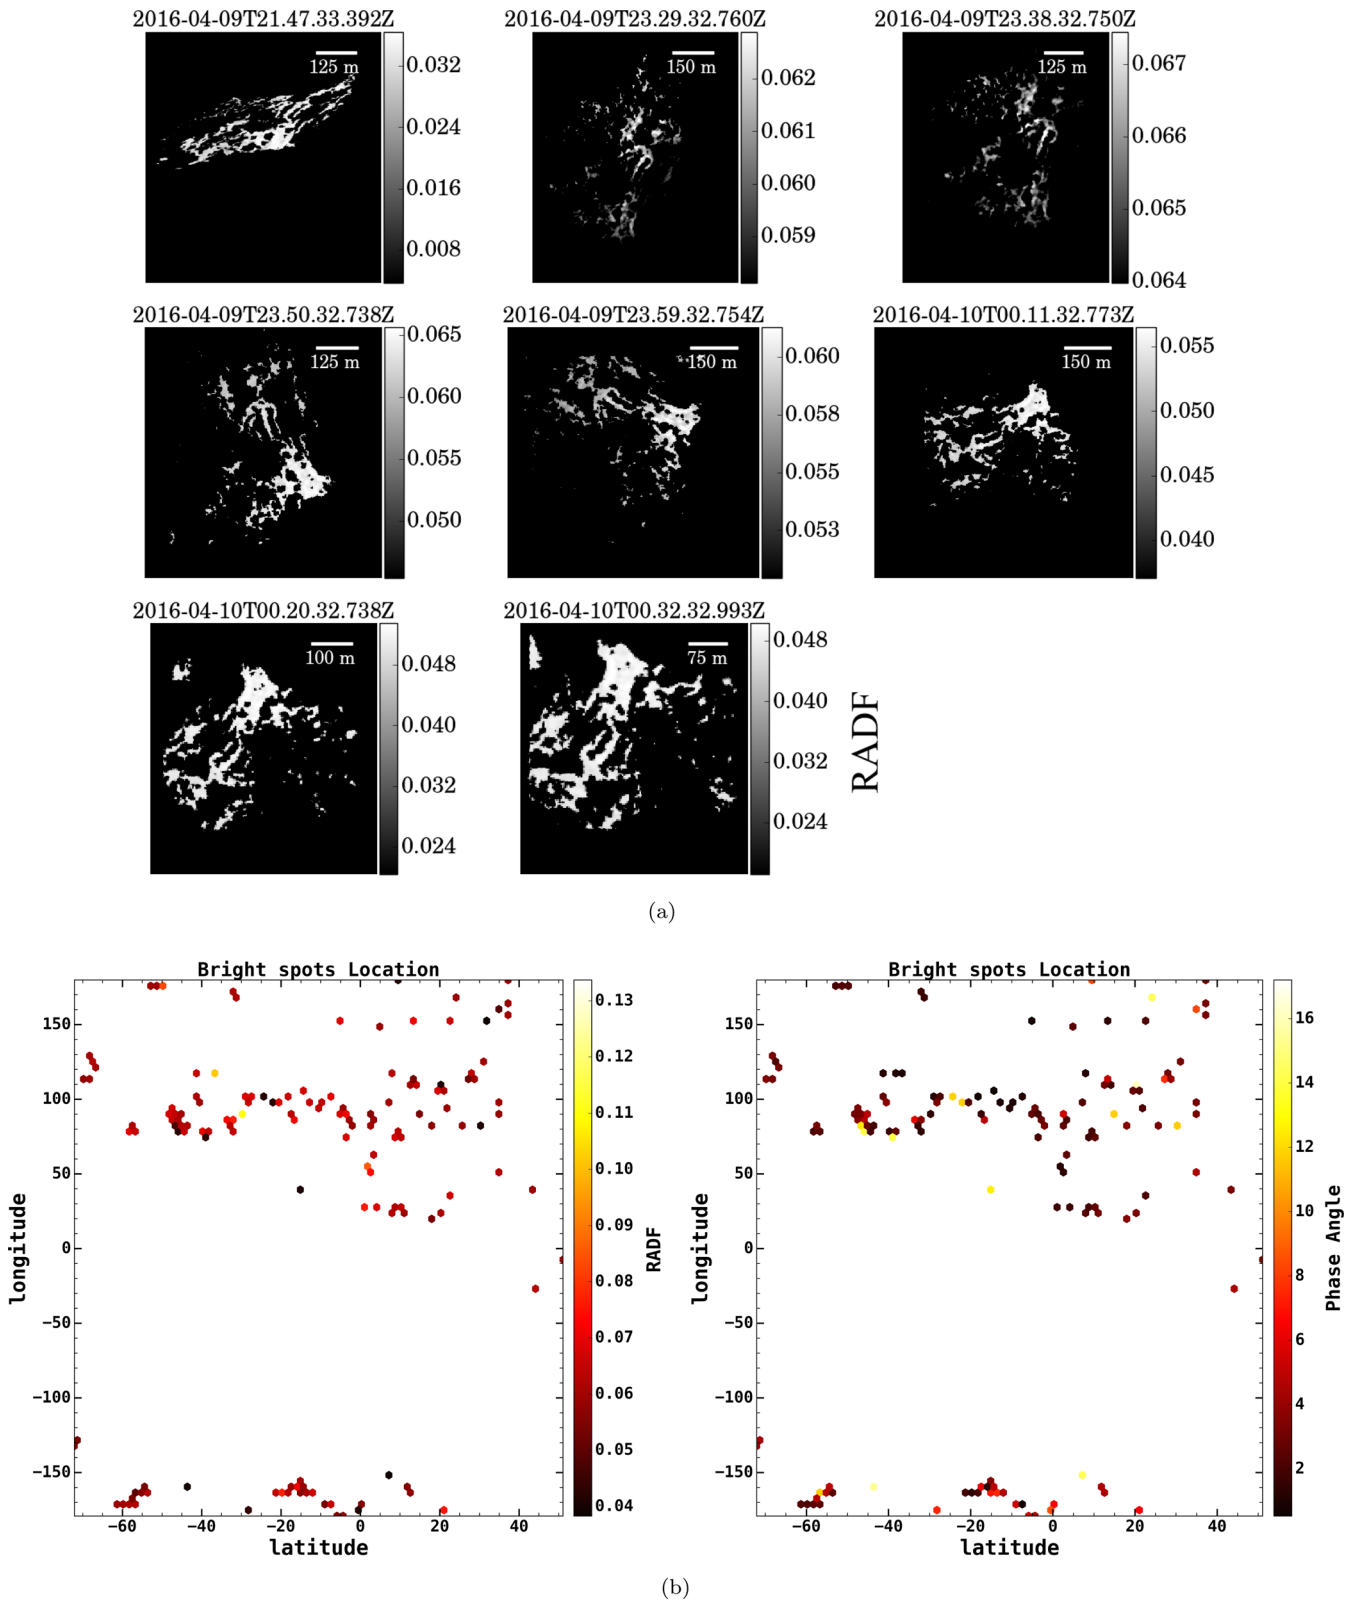 2016-04-09T21.47.33.392Z
125 m
0.032
0.024
0.016
0.008
2016-04-09T23.29.32.760Z
150 m
0.062
0.061
0.060
0.059
2016-04-09T23.38.32.750Z
125 m
0.067
0.066
0.065
0.064
2016-04-09T23.50.32.738Z
125 m
0.065
0.060
0.055
0.050
2016-04-09T23.59.32.754Z
150 m
0.060
0.058
0.055
0.053
2016-04-10T00.11.32.773Z
150 m
0.055
0.050
0.045
0.040
2016-04-10T00.20.32.738Z
100 m
0.048
0.040
0.032
0.024
2016-04-10T00.32.32.993Z
75 m
0.048
0.040
0.032
0.024
RADF
(a)
Bright spots Location
longitude
150
100
50
0
−50
−100
−150
−60
−40
−20
0
20
40
latitude
0.13
0.12
0.11
0.10
0.09
0.08
0.07
0.06
0.05
0.04
RADF
Bright spots Location
longitude
150
100
50
0
−50
−100
−150
−60
−40
−20
0
20
40
latitude
16
14
12
10
8
6
4
2
Phase Angle
(b)